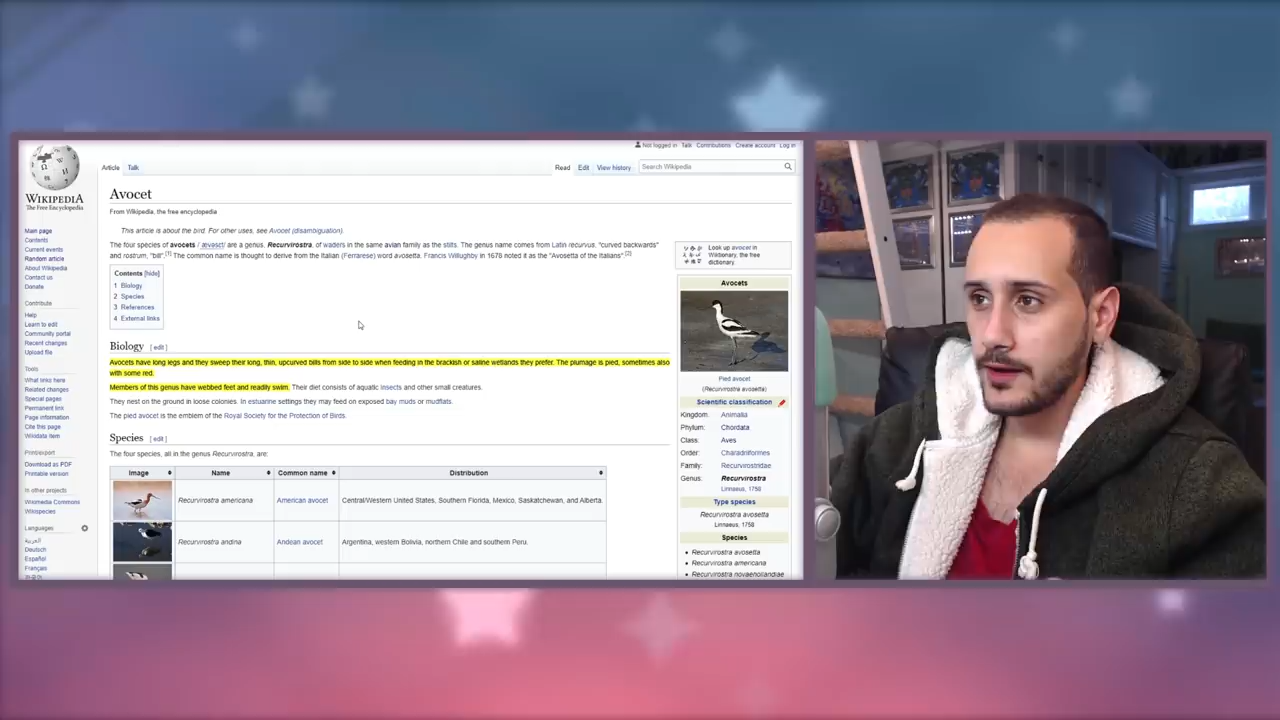 Not logged in Talk Contributions Create account Log in
Article Talk
Read Edit View history Search Wikipedia
WIKIPEDIA
The Free Encyclopedia
Main page
Contents
Current events
Random article
About Wikipedia
Contact us
Donate
Contribute
Help
Learn to edit
Community portal
Recent changes
Upload file
Tools
What links here
Related changes
Special pages
Permanent link
Page information
Cite this page
Wikidata item
Print/export
Download as PDF
Printable version
In other projects
Wikimedia Commons
Wikispecies
Languages
العربية
Deutsch
Español
Français
한국어
Avocet
From Wikipedia, the free encyclopedia
This article is about the bird. For other uses, see Avocet (disambiguation).
The four species of avocets / are a genus, Recurvirostra, of waders in the same avian family as the stilts. The genus name comes from Latin recurvus, "curved backwards"
and rostrum, "bill".[1] The common name is thought to derive from the Italian (Ferrarese) word avosetta. Francis Willughby in 1678 noted it as the "Avosetta of the Italians".[2]
Contents [hide]
1 Biology
2 Species
3 References
4 External links
Biology [ edit ]
Avocets have long legs and they sweep their long, thin, upcurved bills from side to side when feeding in the brackish or saline wetlands they prefer. The plumage is pied, sometimes also
with some red.
Members of this genus have webbed feet and readily swim. Their diet consists of aquatic insects and other small creatures.
They nest on the ground in loose colonies. In estuarine settings they may feed on exposed bay muds or mudflats.
The pied avocet is the emblem of the Royal Society for the Protection of Birds.
Species [ edit ]
The four species, all in the genus Recurvirostra, are:
Image Name Common name Distribution
Recurvirostra americana American avocet Central/Western United States, Southern Florida, Mexico, Saskatchewan, and Alberta.
Recurvirostra andina Andean avocet Argentina, western Bolivia, northern Chile and southern Peru.
Look up avocet in
Wiktionary, the free
dictionary.
Avocets
Pied avocet
(Recurvirostra avosetta)
Scientific classification
Kingdom: Animalia
Phylum: Chordata
Class: Aves
Order: Charadriiformes
Family: Recurvirostridae
Genus: Recurvirostra
Linnaeus, 1758
Type species
Recurvirostra avosetta
Linnaeus, 1758
Species
Recurvirostra avosetta
Recurvirostra americana
Recurvirostra novaehollandiae